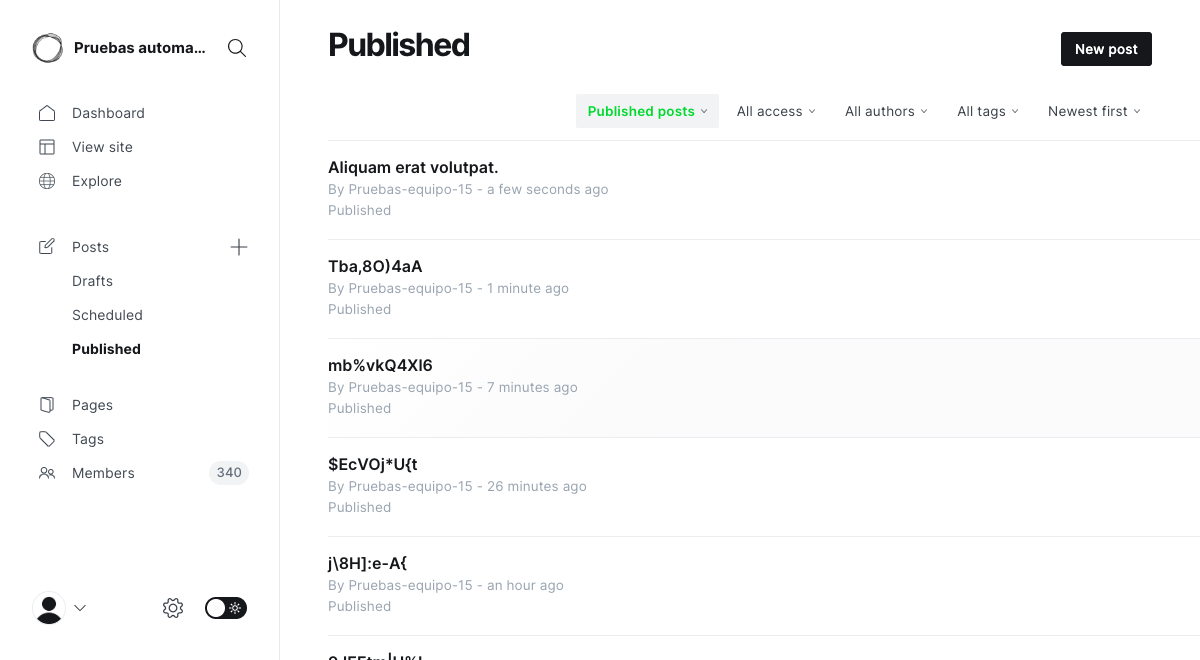 Pruebas automa...
Dashboard
View site
Explore
Posts
Drafts
Scheduled
Published
Pages
Tags
Members 340
Published
New post
Published posts All access All authors All tags Newest first
Aliquam erat volutpat.
By Pruebas-equipo-15 - a few seconds ago
Published
Tba,8O)4aA
By Pruebas-equipo-15 - 1 minute ago
Published
mb%vkQ4XI6
By Pruebas-equipo-15 - 7 minutes ago
Published
$EcVOj*U{t
By Pruebas-equipo-15 - 26 minutes ago
Published
j\8H]:e-A{
By Pruebas-equipo-15 - an hour ago
Published